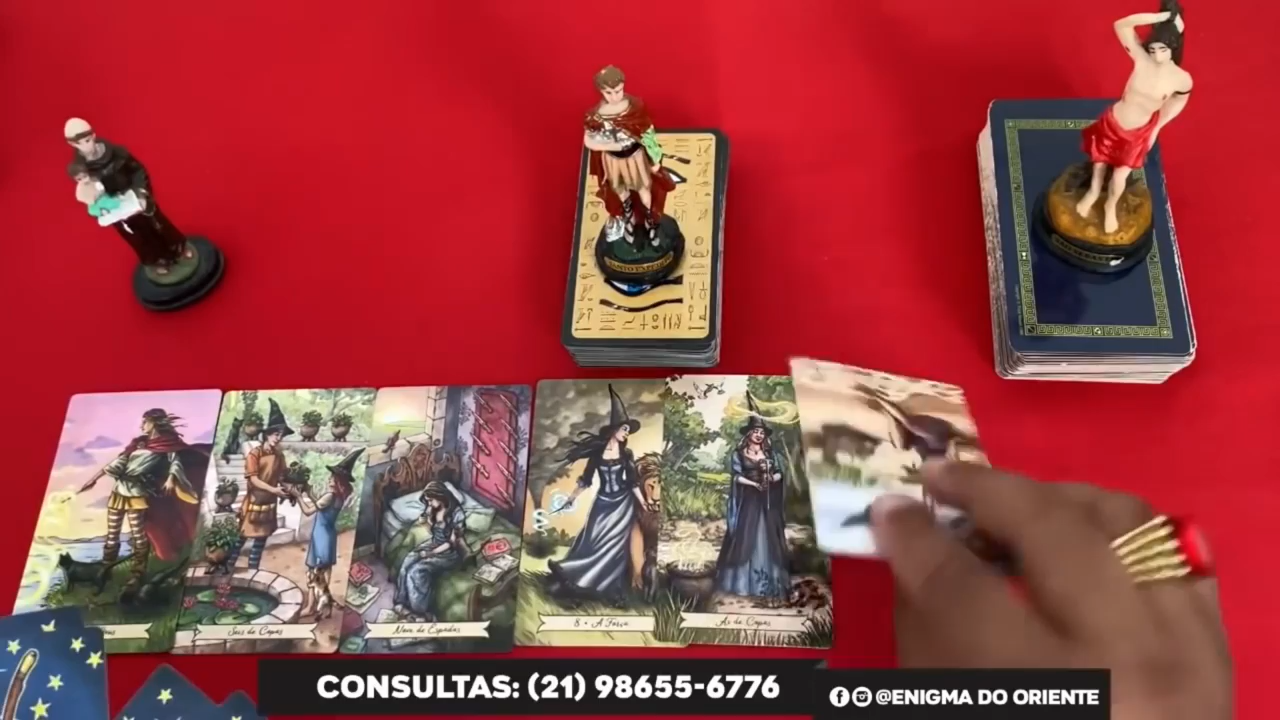 Seis de Copas
Nove de Espadas
8 • A Força
Ás de Copas
CONSULTAS: (21) 98655-6776
@ENIGMA DO ORIENTE